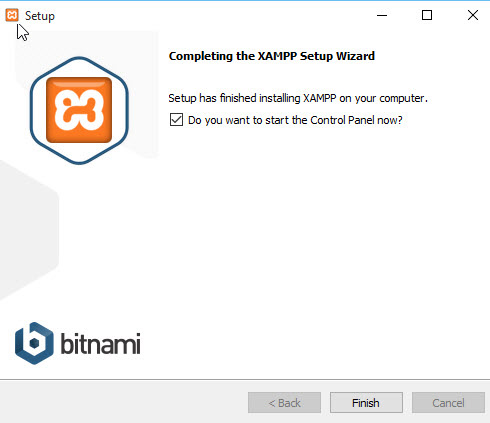 Setup
Completing the XAMPP Setup Wizard
Setup has finished installing XAMPP on your computer.
Do you want to start the Control Panel now?
bitnami
< Back
Finish
Cancel